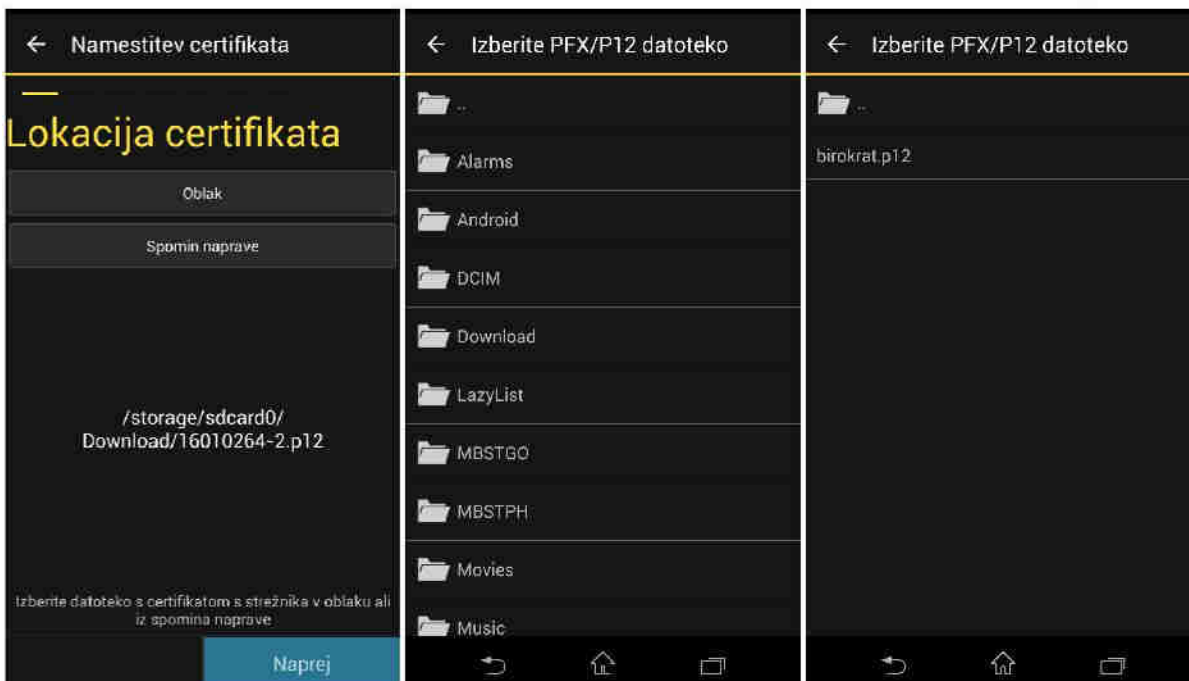 Namestitev certifikata
Lokacija certifikata
Oblak
Spomin naprave
/storage/sdcard0/
Download/16010264-2.p12
Izberite datoteko s certifikatom s strežnika v oblaku ali
iz spomina naprave
Naprej
Izberite PFX/P12 datoteko
..
Alarms
Android
DCIM
Download
LazyList
MBSTGO
MBSTPH
Movies
Music
Izberite PFX/P12 datoteko
..
birokrat.p12